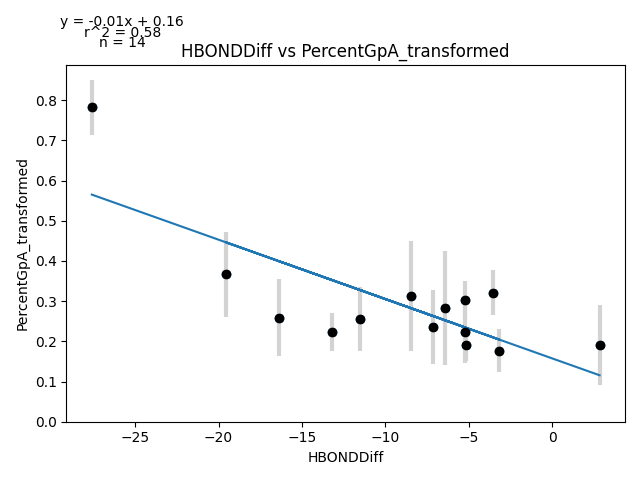 y = -0.01x + 0.16
r^2 = 0.58
n = 14
HBONDDiff vs PercentGpA_transformed
PercentGpA_transformed
0.8
0.7
0.6
0.5
0.4
0.3
0.2
0.1
0.0
−25
−20
−15
−10
−5
0
HBONDDiff